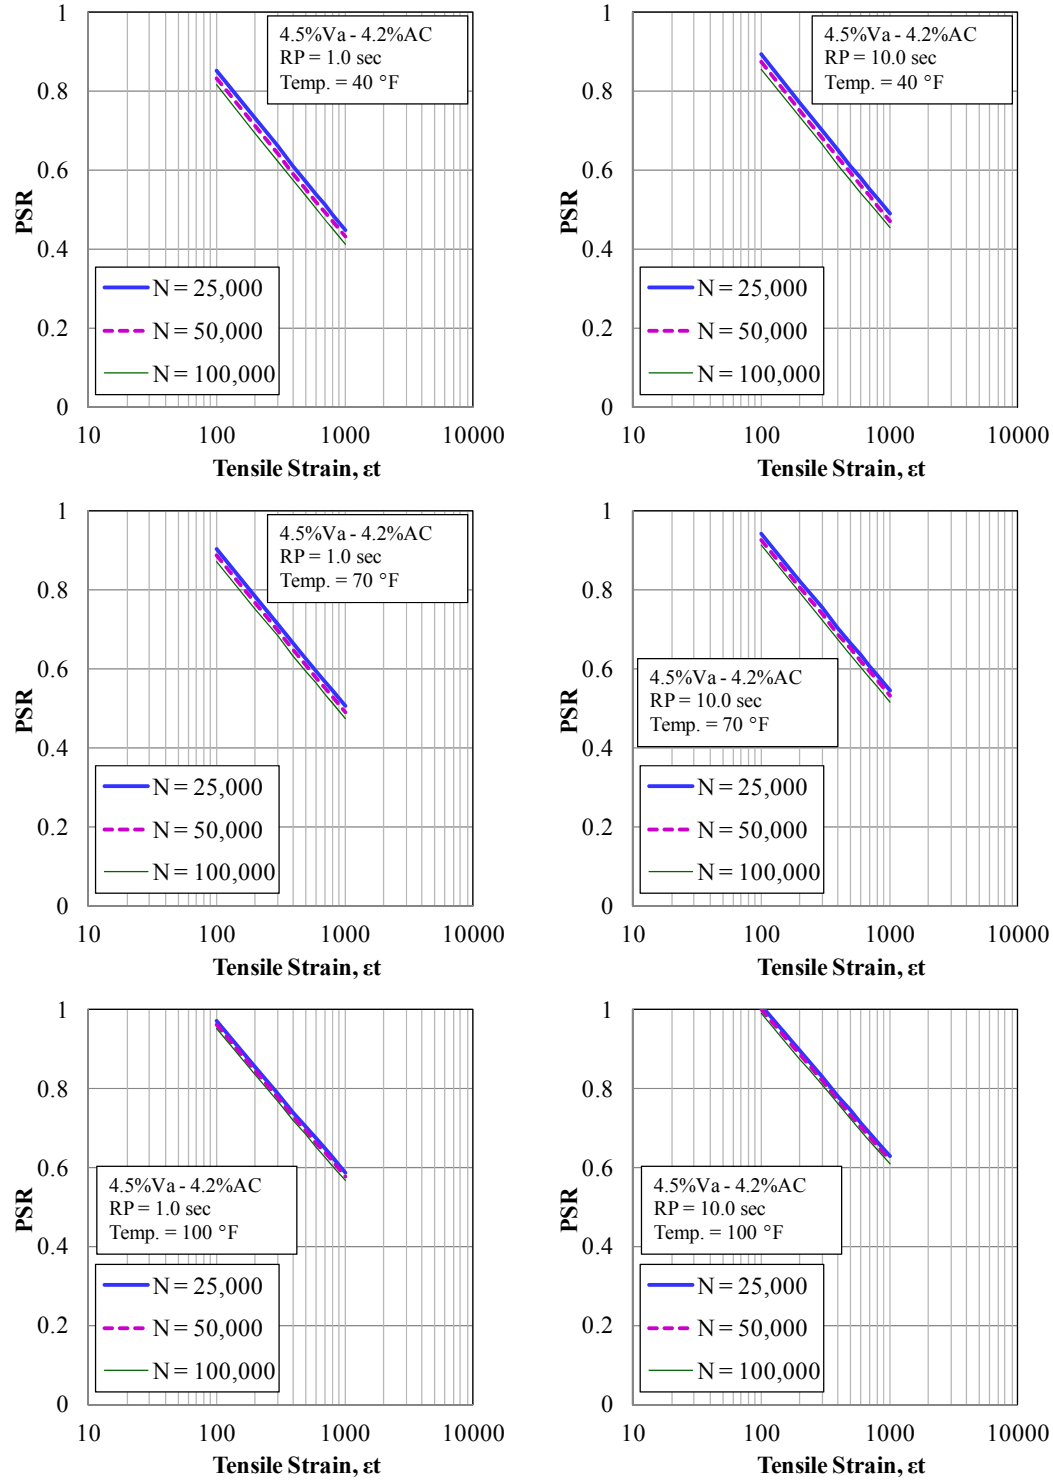 1
0.8
0.6
0.4
0.2
0
PSR
4.5%Va - 4.2%AC
RP = 1.0 sec
Temp. = 40 °F
N = 25,000
N = 50,000
N = 100,000
10 100 1000 10000
Tensile Strain, εt
1
0.8
0.6
0.4
0.2
0
PSR
4.5%Va - 4.2%AC
RP = 10.0 sec
Temp. = 40 °F
N = 25,000
N = 50,000
N = 100,000
10 100 1000 10000
Tensile Strain, εt
1
0.8
0.6
0.4
0.2
0
PSR
4.5%Va - 4.2%AC
RP = 1.0 sec
Temp. = 70 °F
N = 25,000
N = 50,000
N = 100,000
10 100 1000 10000
Tensile Strain, εt
1
0.8
0.6
0.4
0.2
0
PSR
4.5%Va - 4.2%AC
RP = 10.0 sec
Temp. = 70 °F
N = 25,000
N = 50,000
N = 100,000
10 100 1000 10000
Tensile Strain, εt
1
0.8
0.6
0.4
0.2
0
PSR
4.5%Va - 4.2%AC
RP = 1.0 sec
Temp. = 100 °F
N = 25,000
N = 50,000
N = 100,000
10 100 1000 10000
Tensile Strain, εt
1
0.8
0.6
0.4
0.2
0
PSR
4.5%Va - 4.2%AC
RP = 10.0 sec
Temp. = 100 °F
N = 25,000
N = 50,000
N = 100,000
10 100 1000 10000
Tensile Strain, εt